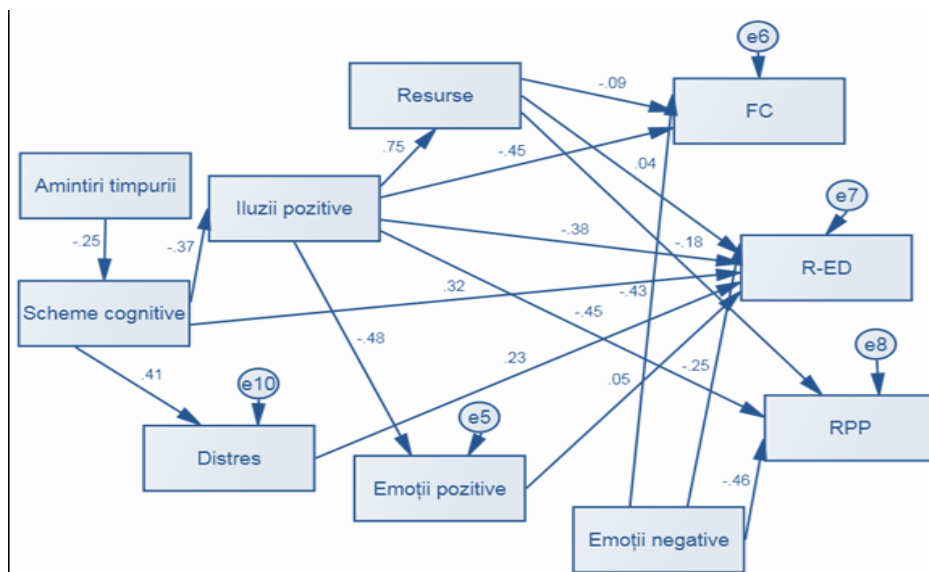 e6
Resurse
-.09
FC
.75
-.45
.04
Amintiri timpurii
Iluzii pozitive
e7
-.25
-.37
-.38
-.18
R-ED
Scheme cognitive
.32
-.43
-.45
-.48
e8
.41
e10
.23
-.25
.05
RPP
e5
Distres
Emoții pozitive
-.46
Emoții negative